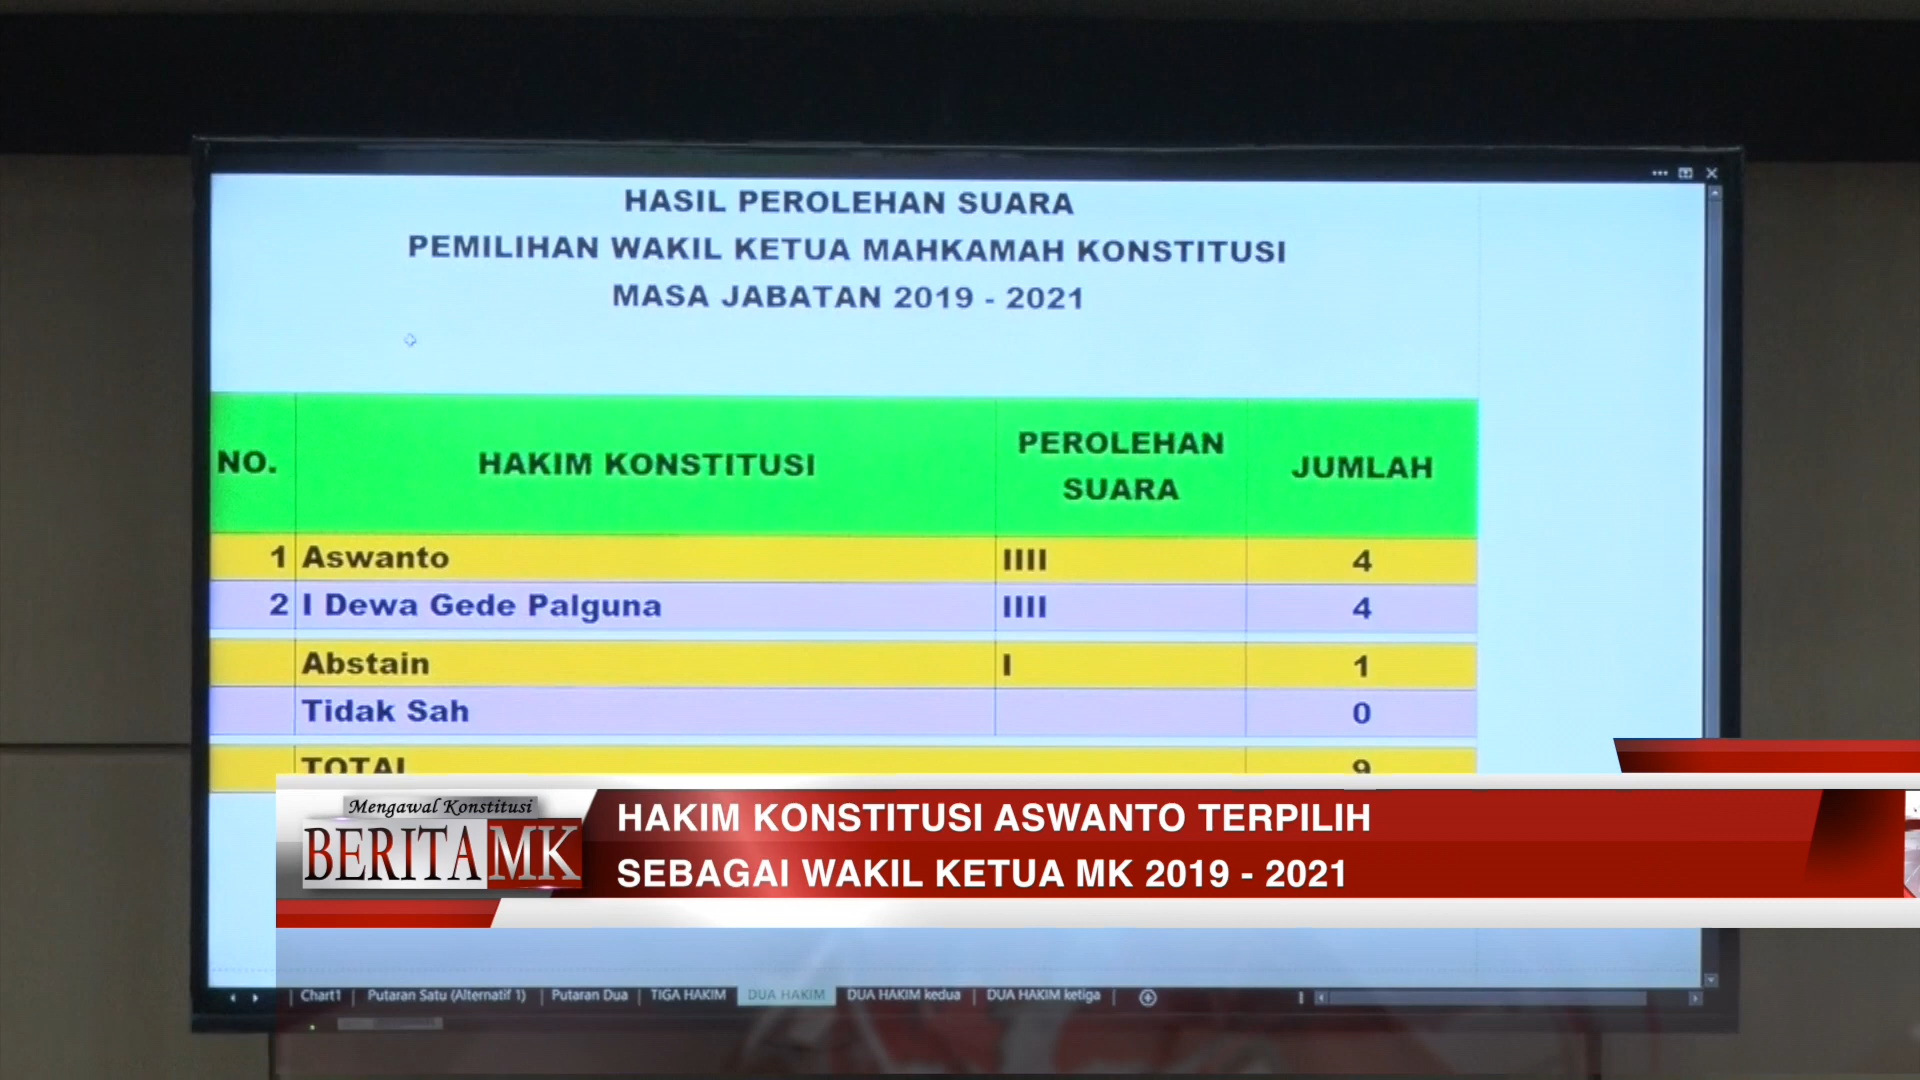 HASIL PEROLEHAN SUARA
PEMILIHAN WAKIL KETUA MAHKAMAH KONSTITUSI
MASA JABATAN 2019 - 2021
NO. HAKIM KONSTITUSI PEROLEHAN SUARA JUMLAH
1 Aswanto IIII 4
2 I Dewa Gede Palguna IIII 4
Abstain I 1
Tidak Sah 0
TOTAL 9
Mengawal Konstitusi
BERITA MK
HAKIM KONSTITUSI ASWANTO TERPILIH
SEBAGAI WAKIL KETUA MK 2019 - 2021
Chart1 Putaran Satu (Alternatif 1) Putaran Dua TIGA HAKIM DUA HAKIM DUA HAKIM kedua DUA HAKIM ketiga